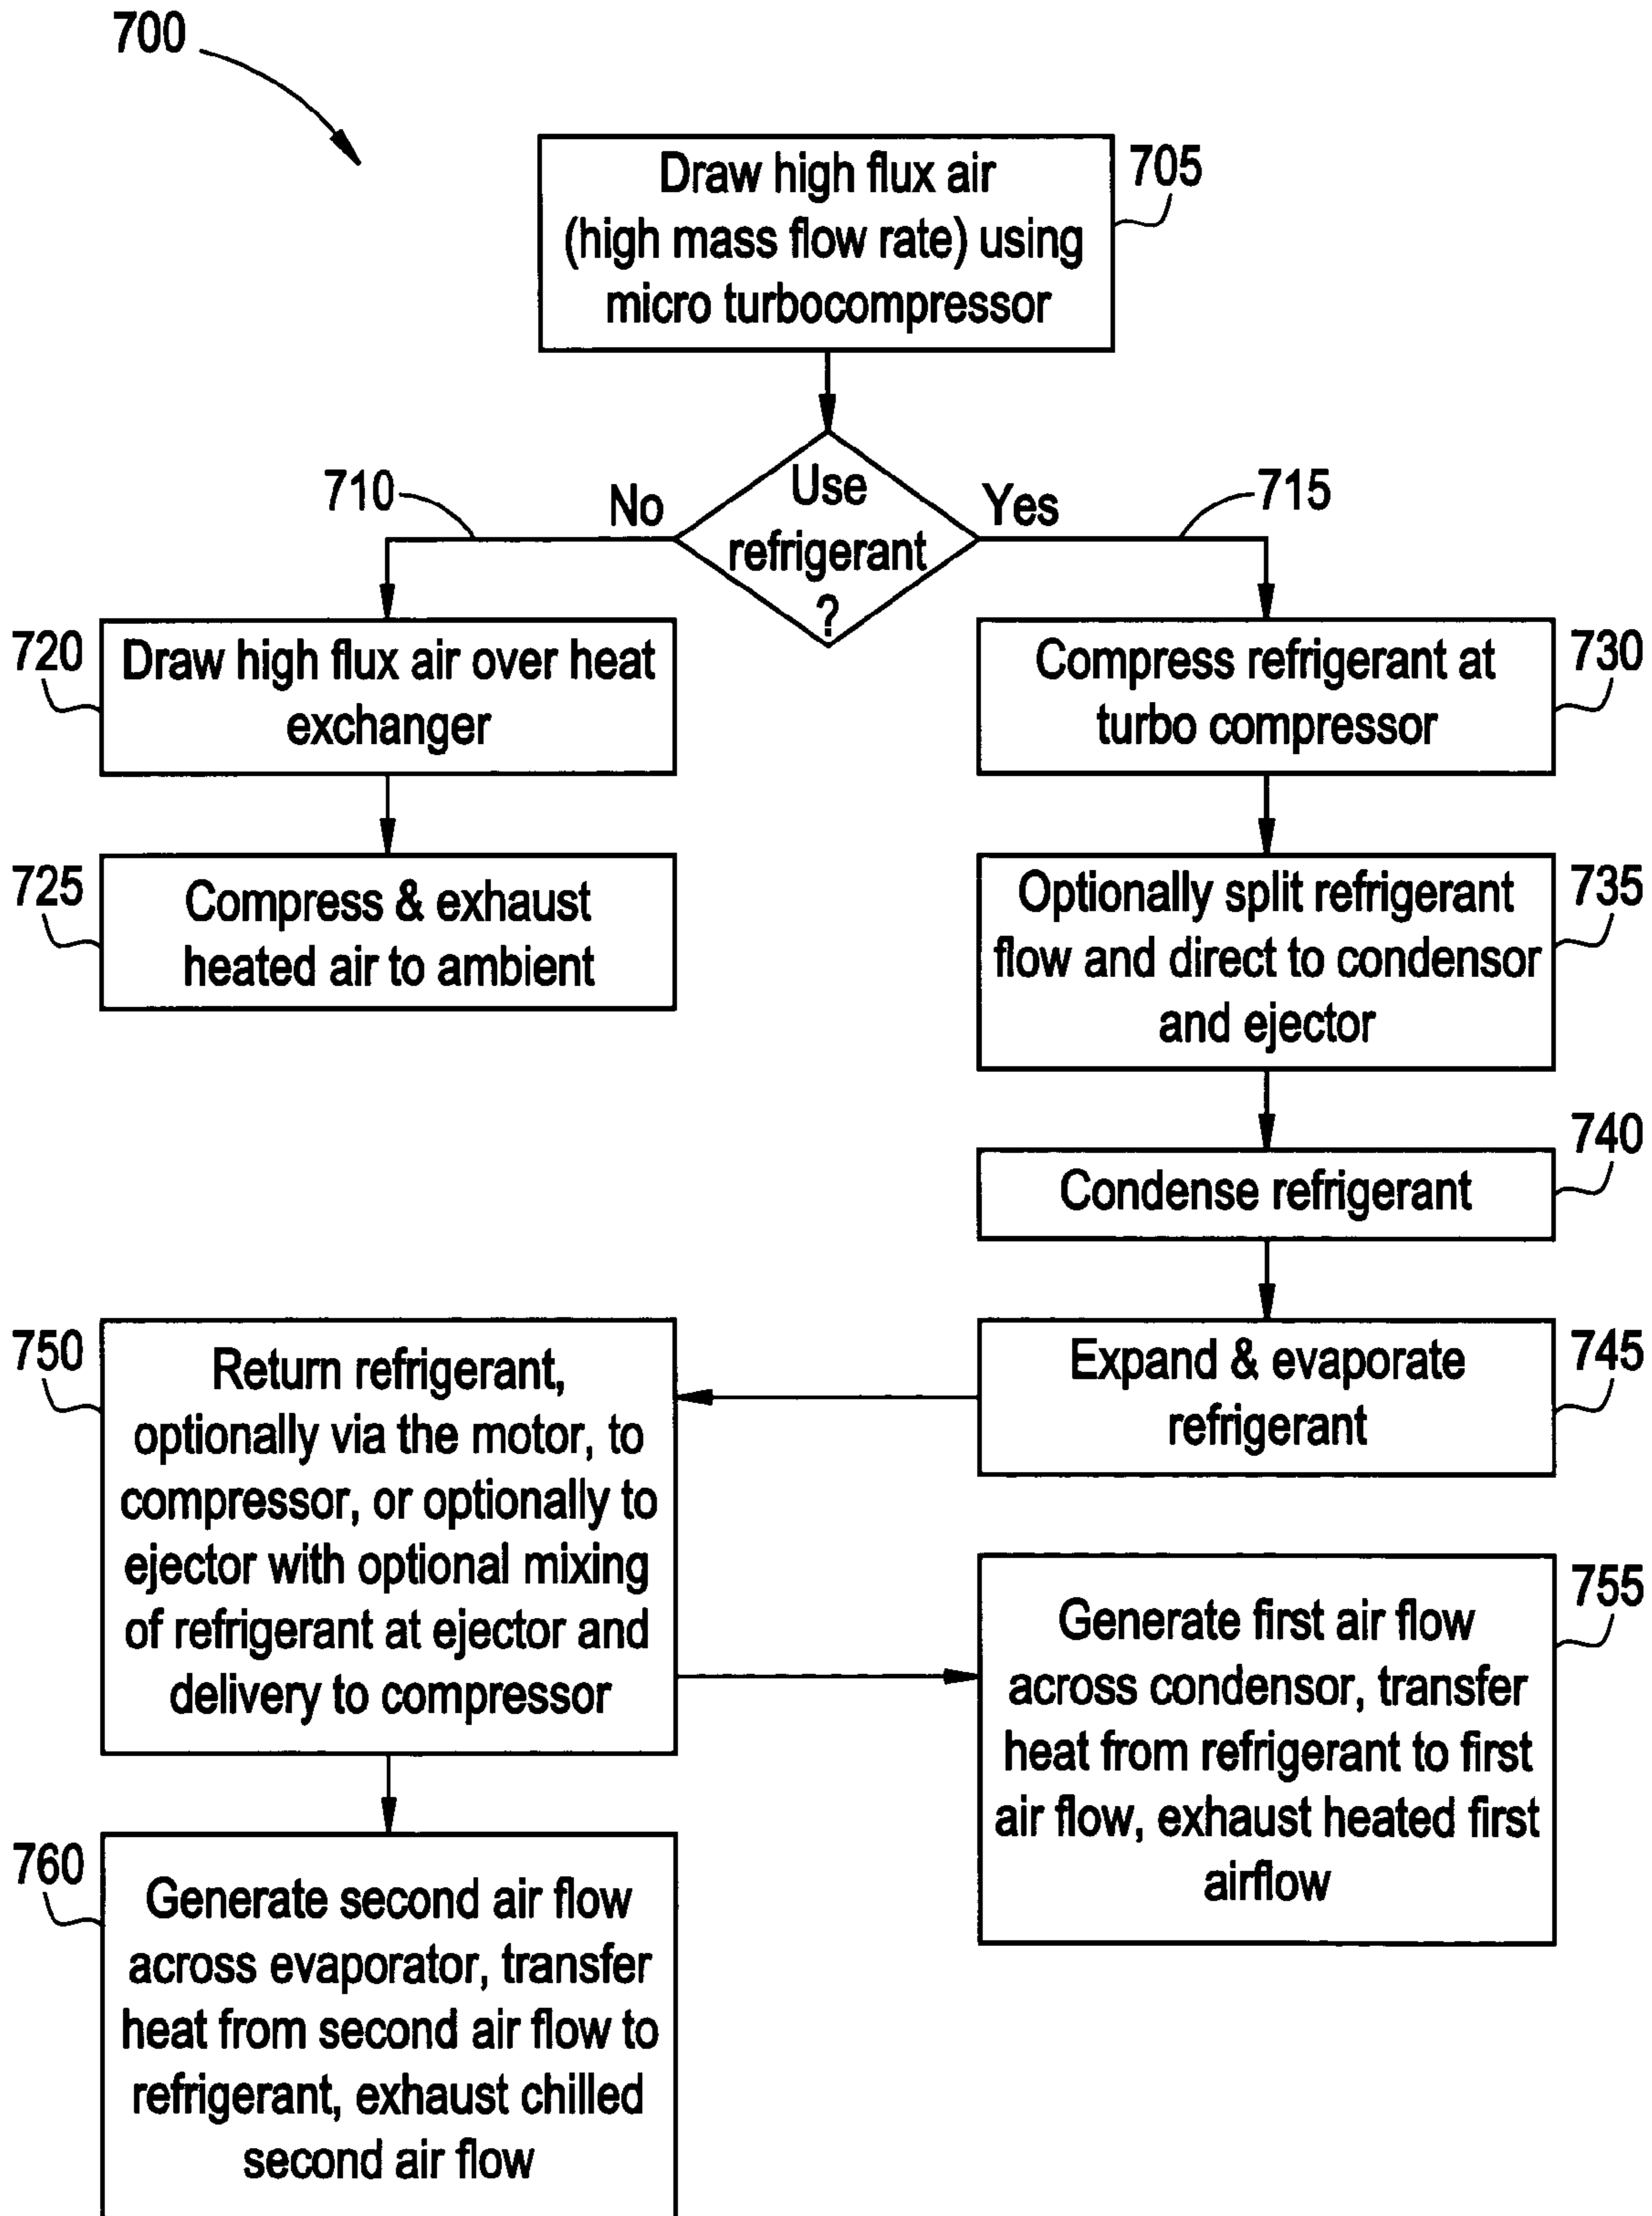 700
Draw high flux air
(high mass flow rate) using
micro turbocompressor
705
Use
refrigerant
?
710
No
Yes
715
720
Draw high flux air over heat
exchanger
Compress refrigerant at
turbo compressor
730
725
Compress & exhaust
heated air to ambient
Optionally split refrigerant
flow and direct to condensor
and ejector
735
Condense refrigerant
740
Expand & evaporate
refrigerant
745
750
Return refrigerant,
optionally via the motor, to
compressor, or optionally to
ejector with optional mixing
of refrigerant at ejector and
delivery to compressor
Generate first air flow
across condensor, transfer
heat from refrigerant to first
air flow, exhaust heated first
airflow
755
760
Generate second air flow
across evaporator, transfer
heat from second air flow to
refrigerant, exhaust chilled
second air flow